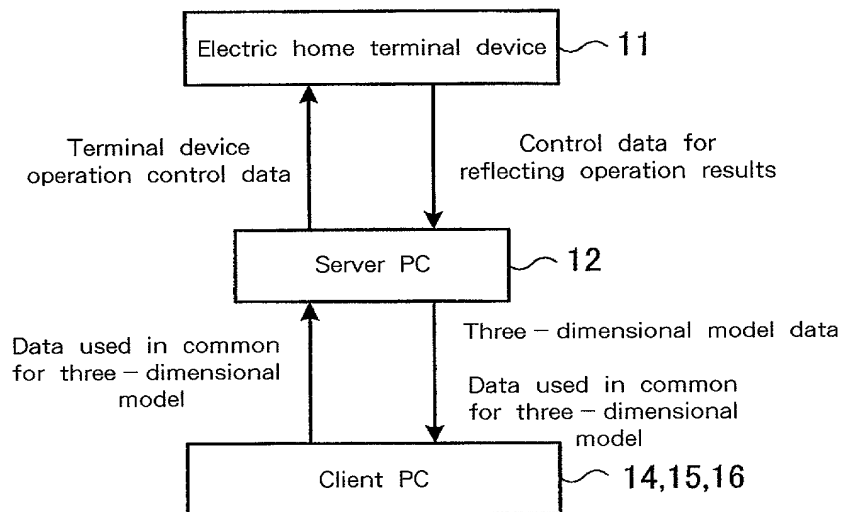 Electric home terminal device
11
Terminal device
operation control data
Control data for
reflecting operation results
Server PC
12
Data used in common
for three-dimensional
model
Three-dimensional model data
Data used in common
for three-dimensional
model
Client PC
14,15,16